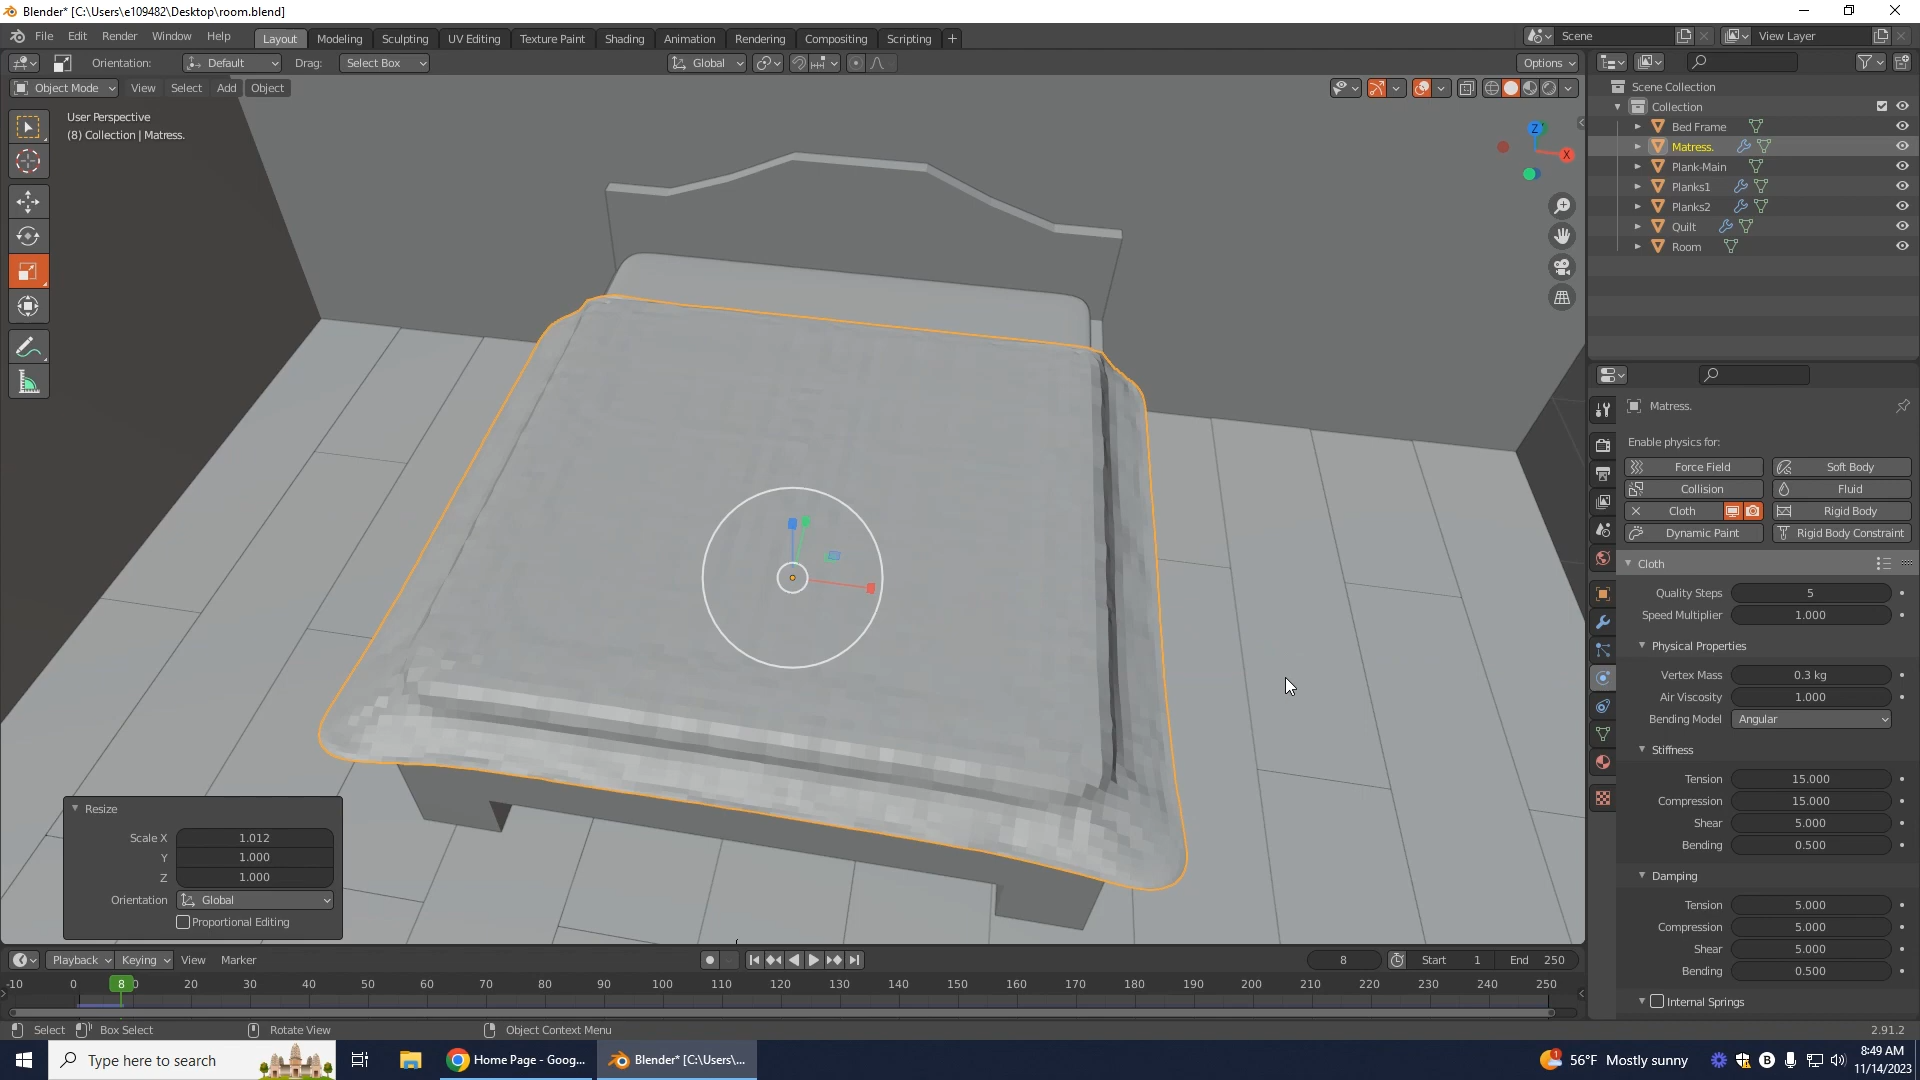 Blender* [C:\Users\e109482\Desktop\room.blend]
File Edit Render Window Help Layout Modeling Sculpting UV Editing Texture Paint Shading Animation Rendering Compositing Scripting + Scene View Layer
Orientation: Default Drag: Select Box Global Options
Object Mode View Select Add Object
User Perspective
(8) Collection | Matress.
Z
X
Scene Collection
Collection
Bed Frame
Matress.
Plank-Main
Planks1
Planks2
Quilt
Room
Matress.
Enable physics for:
Force Field Soft Body
Collision Fluid
Cloth Rigid Body
Dynamic Paint Rigid Body Constraint
Cloth
Quality Steps 5
Speed Multiplier 1.000
Physical Properties
Vertex Mass 0.3 kg
Air Viscosity 1.000
Bending Model Angular
Stiffness
Tension 15.000
Compression 15.000
Shear 5.000
Bending 0.500
Damping
Tension 5.000
Compression 5.000
Shear 5.000
Bending 0.500
Internal Springs
Resize
Scale X 1.012
Y 1.000
Z 1.000
Orientation Global
Proportional Editing
Playback Keying View Marker 8 Start 1 End 250
-10 0 8 20 30 40 50 60 70 80 90 100 110 120 130 140 150 160 170 180 190 200 210 220 230 240 250
Select Box Select Rotate View Object Context Menu 2.91.2
Type here to search Home Page - Goog... Blender* [C:\Users\... 56°F Mostly sunny 8:49 AM
11/14/2023